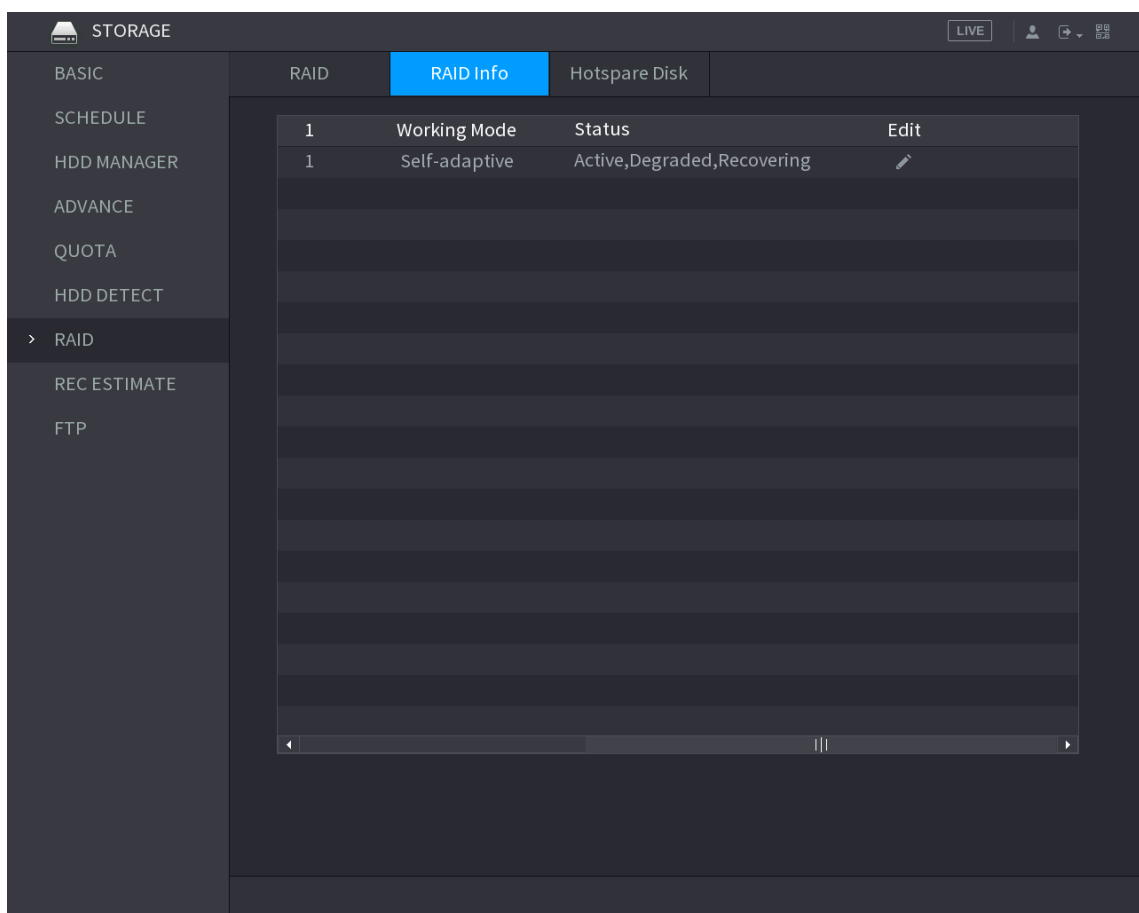 STORAGE LIVE
BASIC
SCHEDULE
HDD MANAGER
ADVANCE
QUOTA
HDD DETECT
> RAID
REC ESTIMATE
FTP
RAID RAID Info Hotspare Disk
1 Working Mode Status Edit
1 Self-adaptive Active,Degraded,Recovering